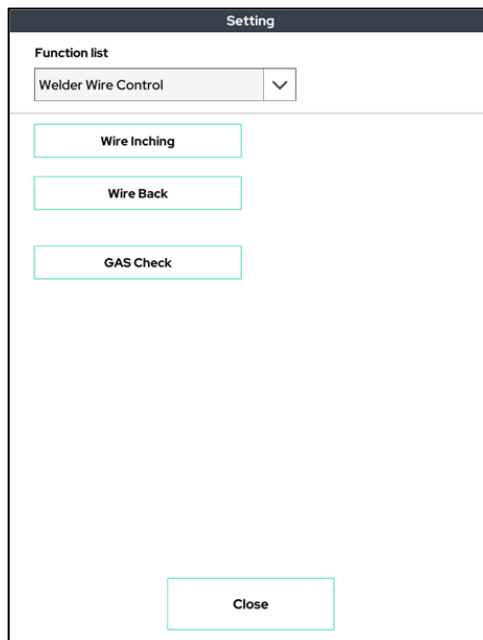 Setting
Function list
Welder Wire Control
Wire Inching
Wire Back
GAS Check
Close